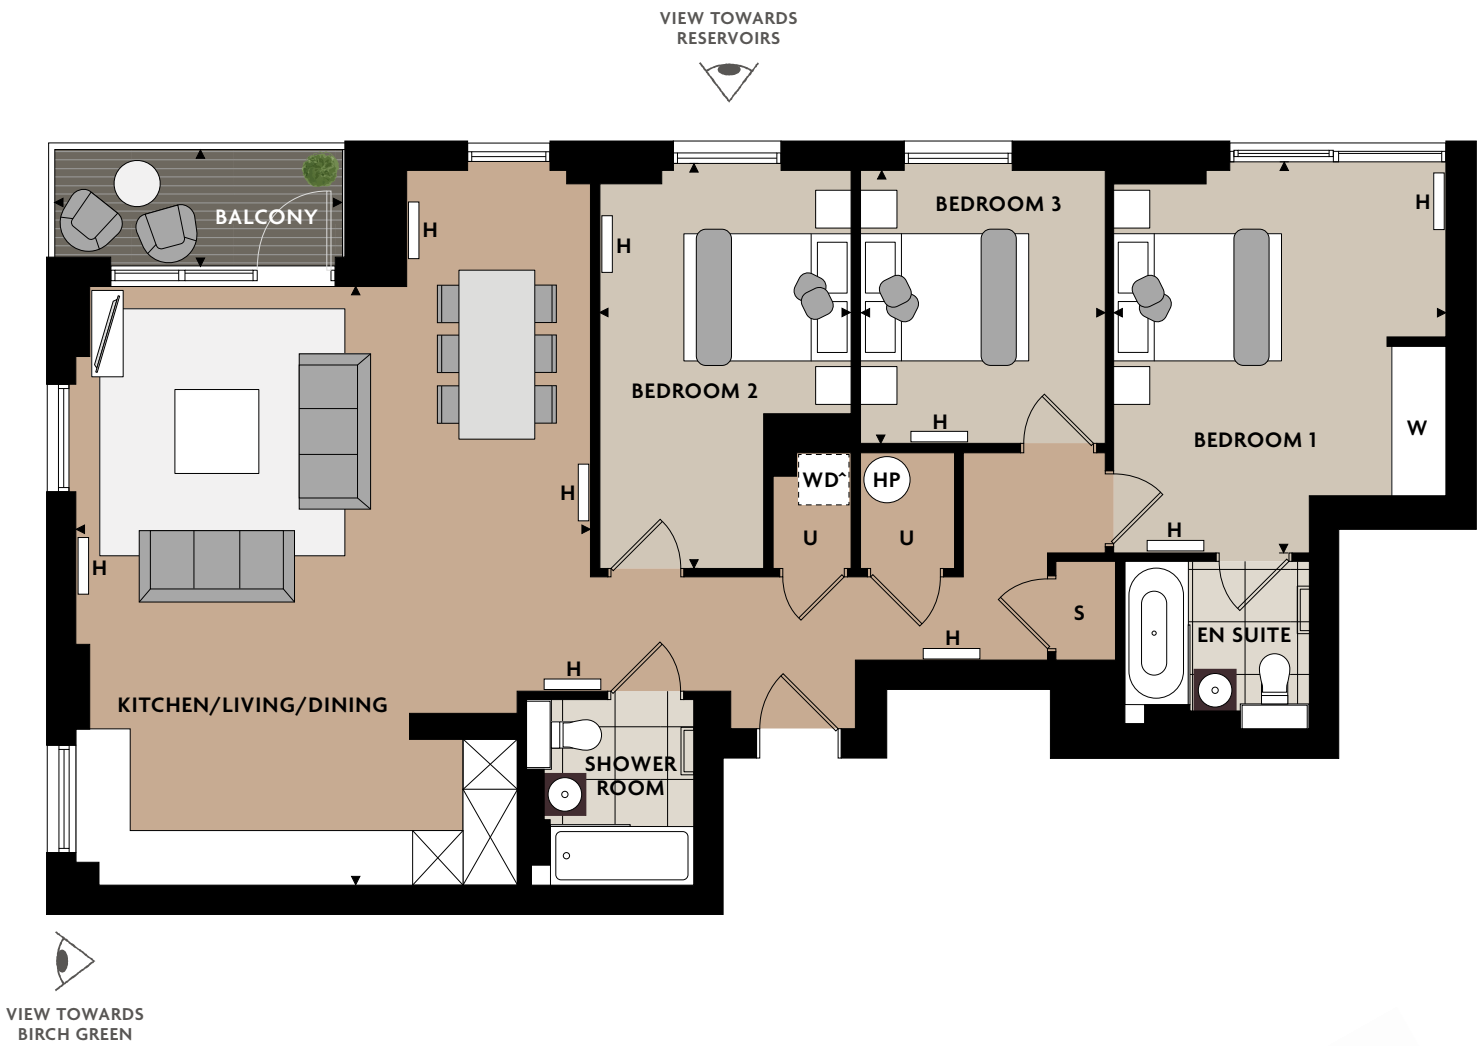 VIEW TOWARDS
RESERVOIRS
BALCONY
H
H
BEDROOM 3
H
BEDROOM 2
H
BEDROOM 1
W
H
WD^
HP
H
U
U
H
H
S
EN SUITE
H
H
KITCHEN/LIVING/DINING
SHOWER
ROOM
VIEW TOWARDS
BIRCH GREEN